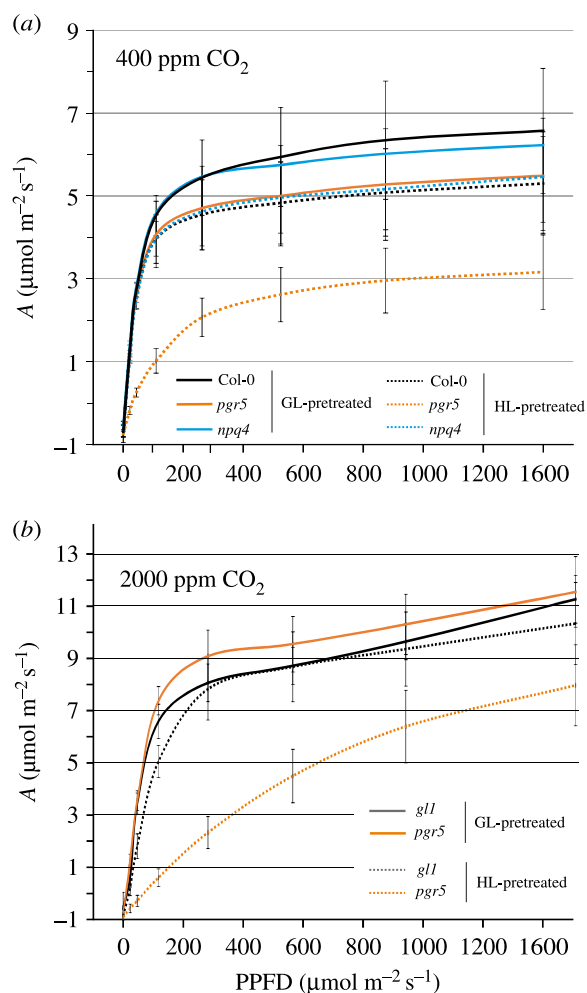 (a)
9
400 ppm CO2
7
5
3
1
–1
A (µmol m–2 s–1)
Col-0
pgr5
npq4
GL-pretreated
Col-0
pgr5
npq4
HL-pretreated
0 200 400 600 800 1000 1200 1400 1600
(b)
13
2000 ppm CO2
11
9
7
5
3
1
–1
A (µmol m–2 s–1)
gl1
pgr5
GL-pretreated
gl1
pgr5
HL-pretreated
0 200 400 600 800 1000 1200 1400 1600
PPFD (µmol m–2 s–1)